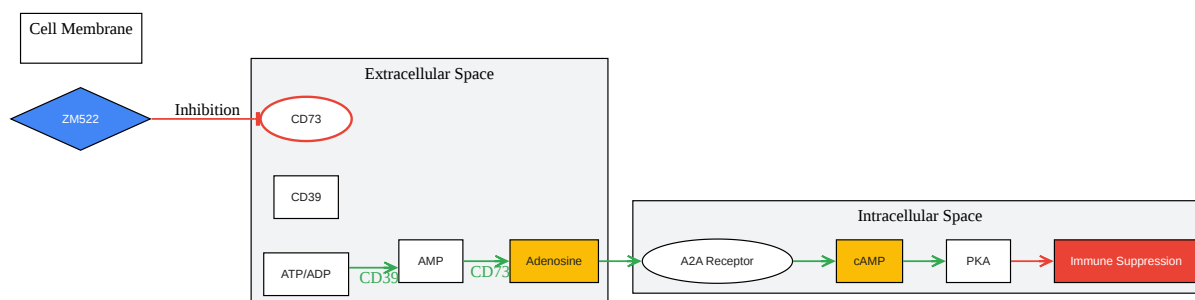 Cell Membrane
Extracellular Space
ZM522
Inhibition
CD73
CD39
Intracellular Space
ATP/ADP
CD39
AMP
CD73
Adenosine
A2A Receptor
cAMP
PKA
Immune Suppression